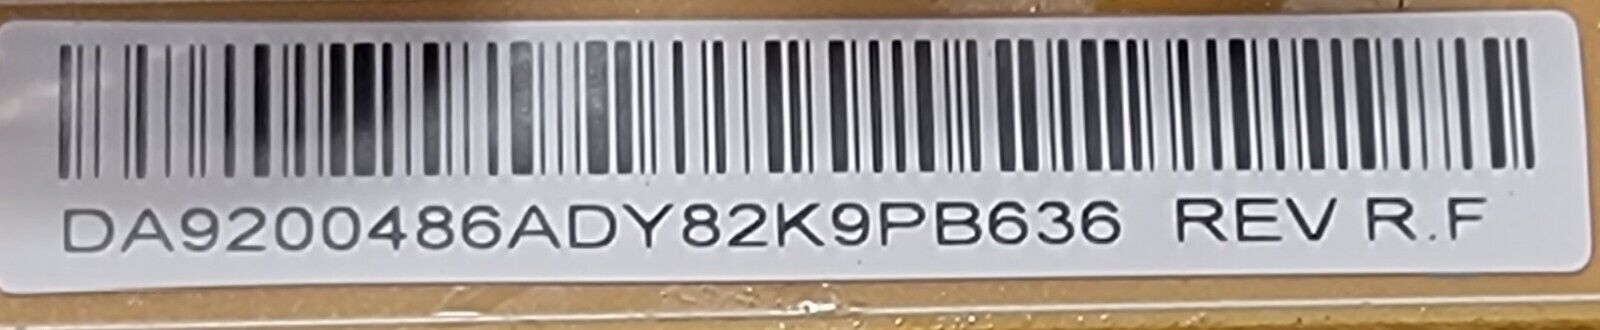 DA9200486ADY82K9PB636 REV R.F